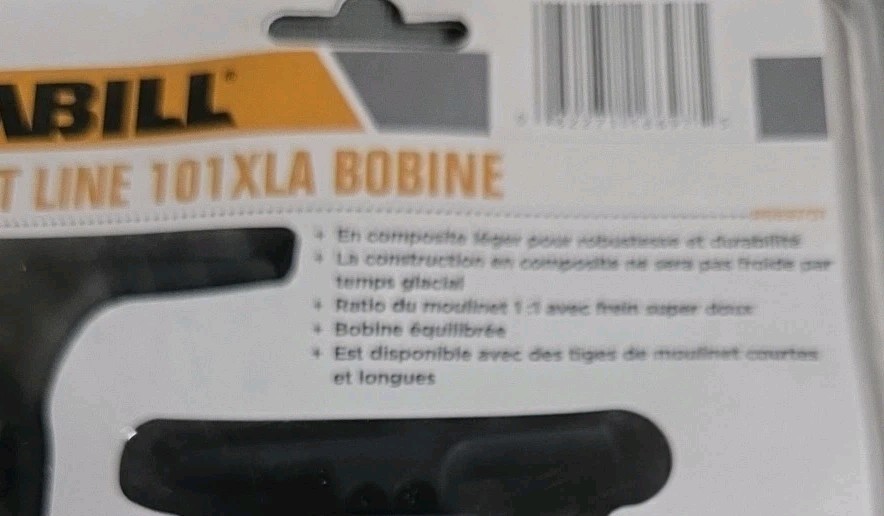 ABILL
T LINE 101XLA BOBINE
+ En composite léger pour robustesse et durabilité
+ La construction en composite ne sera pas froide par
temps glacial
+ Ratio du moulinet 1:1 avec frein super doux
+ Bobine équilibrée
+ Est disponible avec des tiges de moulinet courtes
et longues